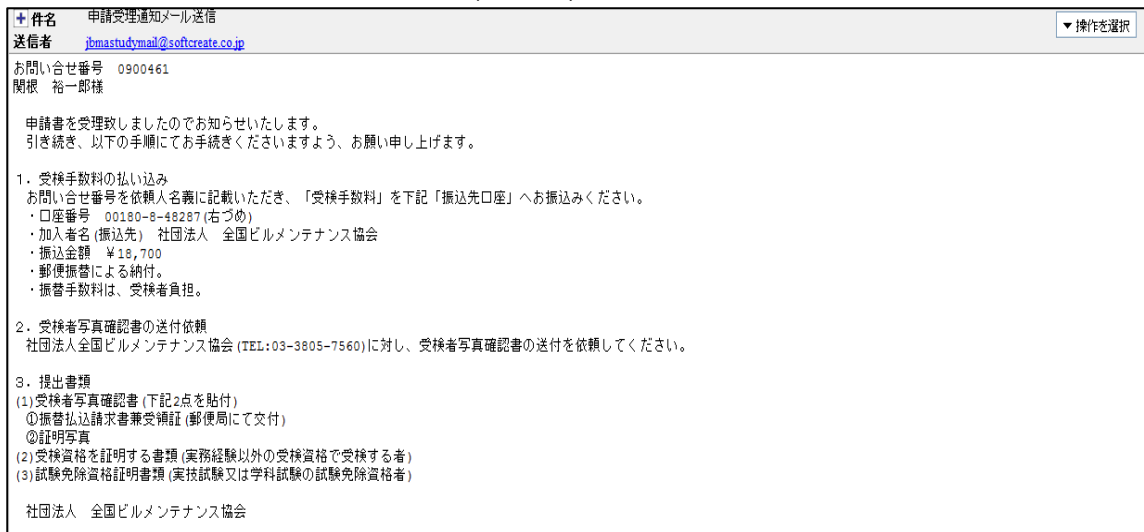 件名 申請受理通知メール送信
▼操作を選択
送信者 jbmastudymail@softcreate.co.jp
お問い合せ番号 0900461
関根 裕一郎様
申請書を受理致しましたのでお知らせいたします。
引き続き、以下の手順にてお手続きくださいますよう、お願い申し上げます。
1．受検手数料の払い込み
お問い合せ番号を依頼人名義に記載いただき、「受検手数料」を下記「振込先口座」へお振込みください。
・口座番号 00180-8-48287(右づめ)
・加入者名(振込先) 社団法人 全国ビルメンテナンス協会
・振込金額 ￥18,700
・郵便振替による納付。
・振替手数料は、受検者負担。
2．受検者写真確認書の送付依頼
社団法人全国ビルメンテナンス協会(TEL:03-3805-7560)に対し、受検者写真確認書の送付を依頼してください。
3．提出書類
(1)受検者写真確認書(下記2点を貼付)
①振替払込請求書兼受領証(郵便局にて交付)
②証明写真
(2)受検資格を証明する書類(実務経験以外の受検資格で受検する者)
(3)試験免除資格証明書類(実技試験又は学科試験の試験免除資格者)
社団法人 全国ビルメンテナンス協会